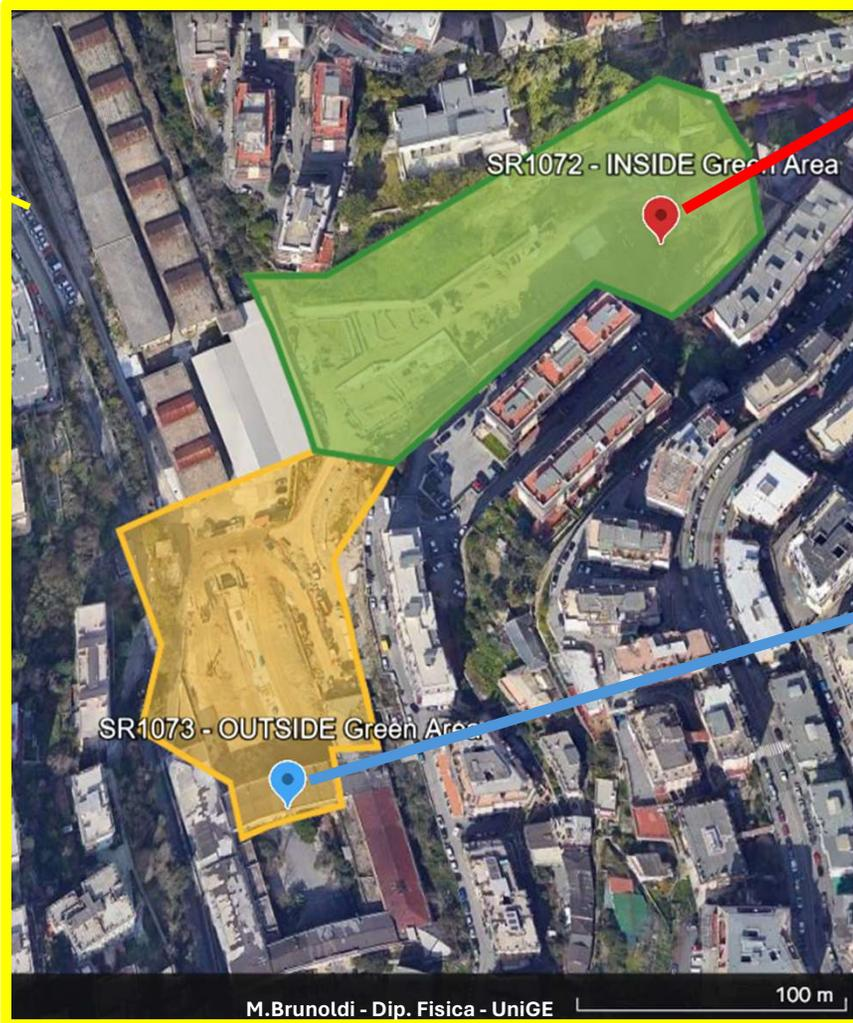 SR1072 - INSIDE Green Area
SR1073 - OUTSIDE Green Area
100 m
M.Brunoldi - Dip. Fisica - UniGE